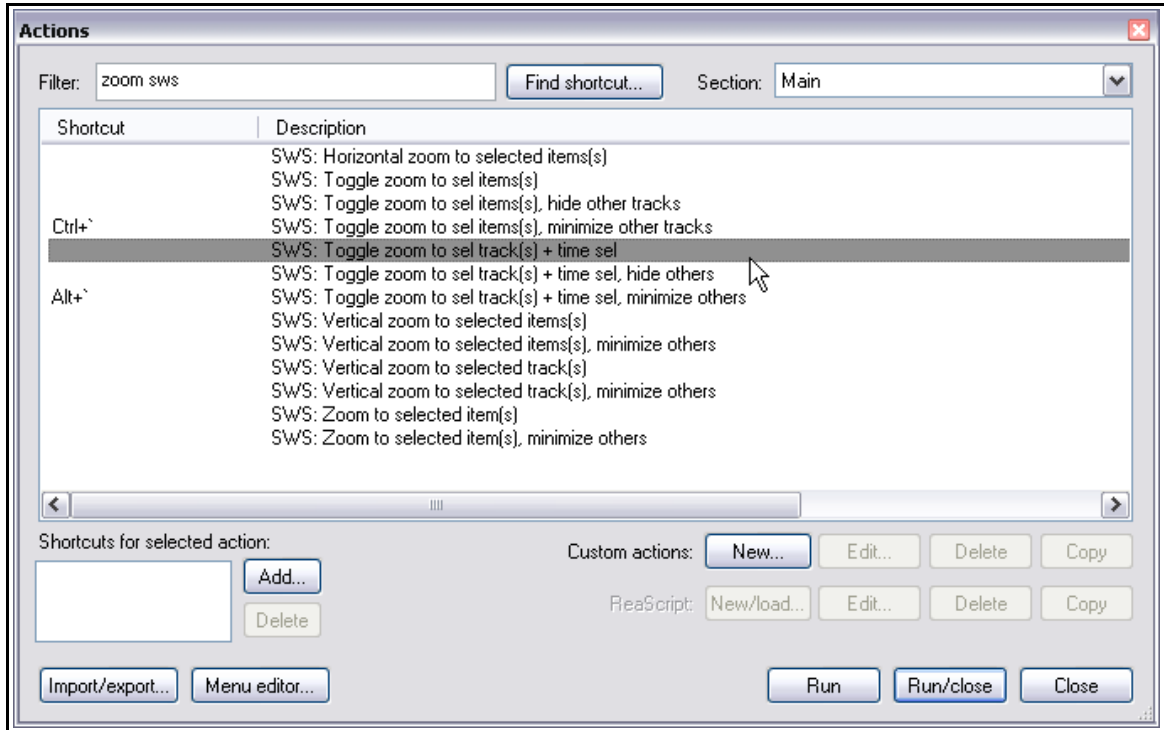 Actions
Filter: zoom sws Find shortcut... Section: Main
Shortcut Description
SWS: Horizontal zoom to selected items(s)
SWS: Toggle zoom to sel items(s)
SWS: Toggle zoom to sel items(s), hide other tracks
Ctrl+` SWS: Toggle zoom to sel items(s), minimize other tracks
SWS: Toggle zoom to sel track(s) + time sel
SWS: Toggle zoom to sel track(s) + time sel, hide others
Alt+` SWS: Toggle zoom to sel track(s) + time sel, minimize others
SWS: Vertical zoom to selected items(s)
SWS: Vertical zoom to selected items(s), minimize others
SWS: Vertical zoom to selected track(s)
SWS: Vertical zoom to selected track(s), minimize others
SWS: Zoom to selected item(s)
SWS: Zoom to selected item(s), minimize others
Shortcuts for selected action:
Custom actions: New... Edit... Delete Copy
Add...
ReaScript: New/load... Edit... Delete Copy
Delete
Import/export... Menu editor... Run Run/close Close